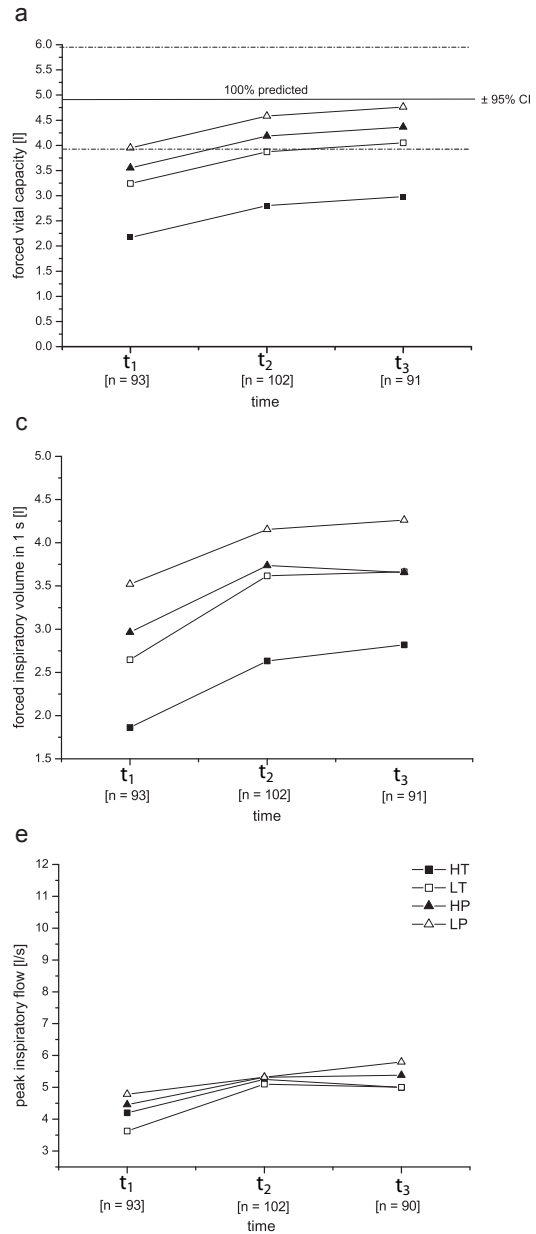 a
6.0
5.5
5.0
4.5
4.0
3.5
3.0
2.5
2.0
1.5
1.0
0.5
0.0
forced vital capacity [l]
100% predicted
± 95% CI
t1 t2 t3
[n = 93] [n = 102] [n = 91
time
c
5.0
4.5
4.0
3.5
3.0
2.5
2.0
1.5
forced inspiratory volume in 1 s [l]
t1 t2 t3
[n = 93] [n = 102] [n = 91]
time
e
12
11
10
9
8
7
6
5
4
3
peak inspiratory flow [l/s]
HT
LT
HP
LP
t1 t2 t3
[n = 93] [n = 102] [n = 90]
time